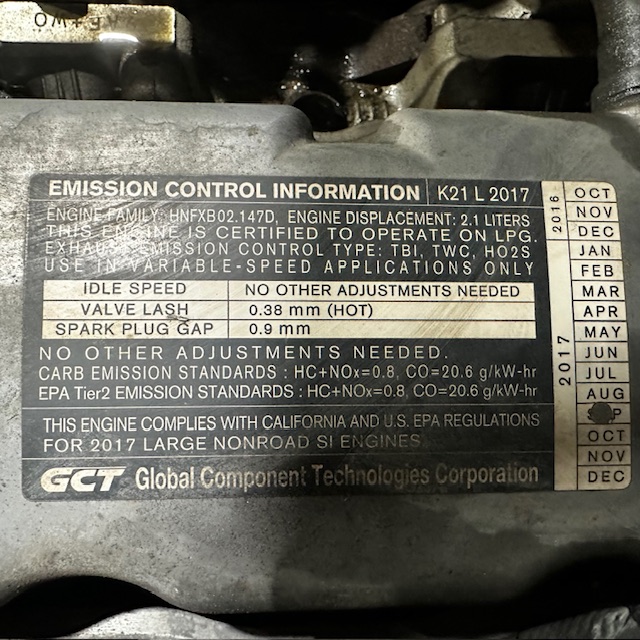 EMISSION CONTROL INFORMATION K21 L 2017
ENGINE FAMILY: HNFXB02.147D, ENGINE DISPLACEMENT: 2.1 LITERS
THIS ENGINE IS CERTIFIED TO OPERATE ON LPG.
EXHAUST EMISSION CONTROL TYPE: TBI, TWC, HO2S
USE IN VARIABLE-SPEED APPLICATIONS ONLY
IDLE SPEED NO OTHER ADJUSTMENTS NEEDED
VALVE LASH 0.38 mm (HOT)
SPARK PLUG GAP 0.9 mm
NO OTHER ADJUSTMENTS NEEDED.
CARB EMISSION STANDARDS : HC+NOx=0.8, CO=20.6 g/kW-hr
EPA Tier2 EMISSION STANDARDS : HC+NOx=0.8, CO=20.6 g/kW-hr
THIS ENGINE COMPLIES WITH CALIFORNIA AND U.S. EPA REGULATIONS
FOR 2017 LARGE NONROAD SI ENGINES
GCT Global Component Technologies Corporation
2016
OCT
NOV
DEC
2017
JAN
FEB
MAR
APR
MAY
JUN
JUL
AUG
OCT
NOV
DEC